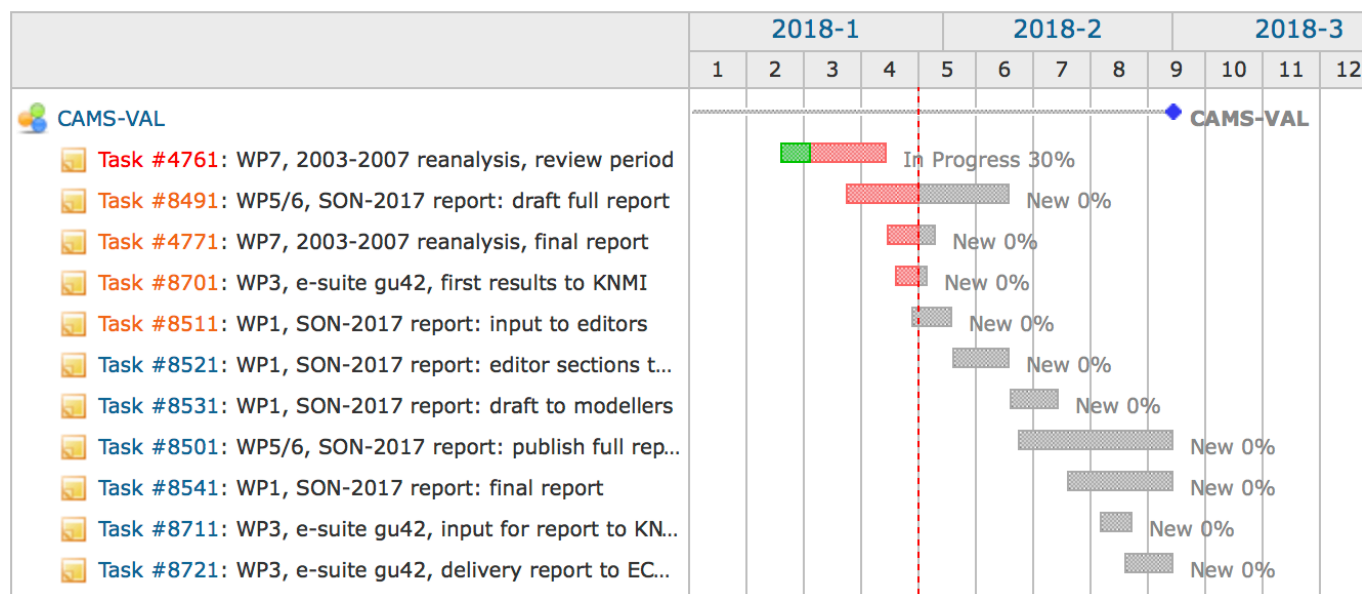 2018-1 2018-2 2018-3
1 2 3 4 5 6 7 8 9 10 11 12
CAMS-VAL CAMS-VAL
Task #4761: WP7, 2003-2007 reanalysis, review period In Progress 30%
Task #8491: WP5/6, SON-2017 report: draft full report New 0%
Task #4771: WP7, 2003-2007 reanalysis, final report New 0%
Task #8701: WP3, e-suite gu42, first results to KNMI New 0%
Task #8511: WP1, SON-2017 report: input to editors New 0%
Task #8521: WP1, SON-2017 report: editor sections t... New 0%
Task #8531: WP1, SON-2017 report: draft to modellers New 0%
Task #8501: WP5/6, SON-2017 report: publish full rep... New 0%
Task #8541: WP1, SON-2017 report: final report New 0%
Task #8711: WP3, e-suite gu42, input for report to KN... New 0%
Task #8721: WP3, e-suite gu42, delivery report to EC... New 0%